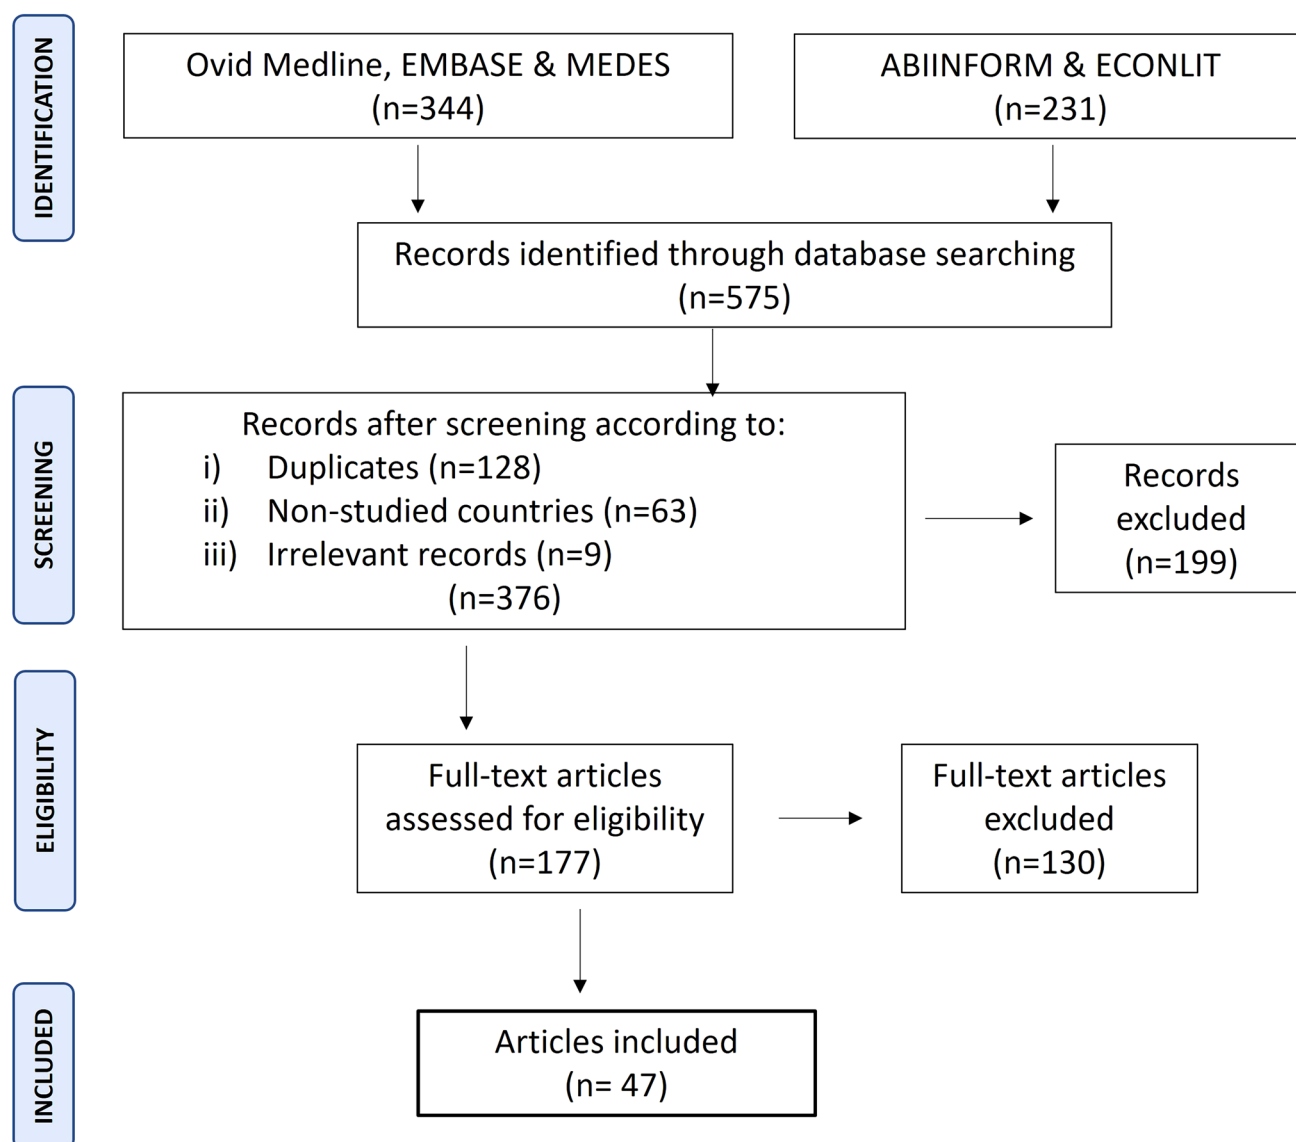 IDENTIFICATION
Ovid Medline, EMBASE & MEDES
(n=344)
ABIINFORM & ECONLIT
(n=231)
Records identified through database searching
(n=575)
SCREENING
Records after screening according to:
i) Duplicates (n=128)
ii) Non-studied countries (n=63)
iii) Irrelevant records (n=9)
(n=376)
Records
excluded
(n=199)
ELIGIBILITY
Full-text articles
assessed for eligibility
(n=177)
Full-text articles
excluded
(n=130)
INCLUDED
Articles included
(n= 47)